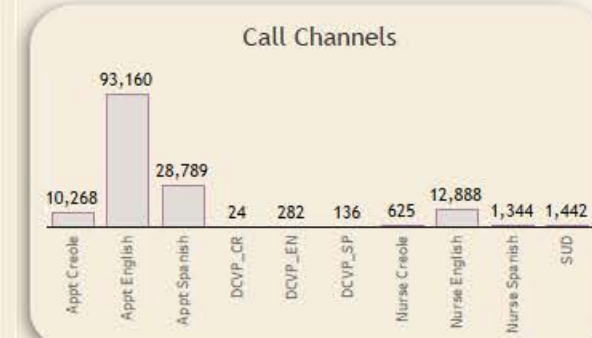 Call Channels
93,160
28,789
10,268
24
282
136
625
12,888
1,344
1,442
Appt Creole
Appt English
Appt Spanish
DCVP_CR
DCVP_EN
DCVP_SP
Nurse Creole
Nurse English
Nurse Spanish
SUD